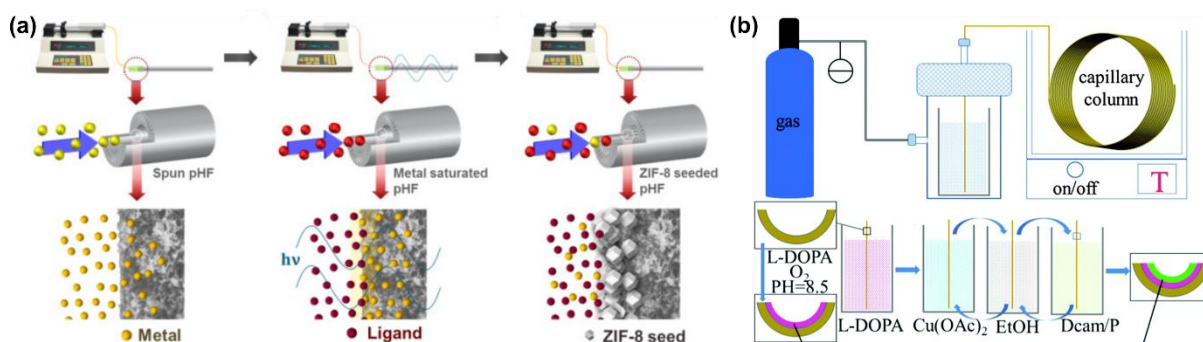 (a)
Spun pHF
Metal saturated
pHF
ZIF-8 seeded
pHF
hν
Metal
Ligand
ZIF-8 seed
(b)
gas
capillary
column
on/off
T
L-DOPA
O2
PH=8.5
L-DOPA
Cu(OAc)2
EtOH
Dcam/P